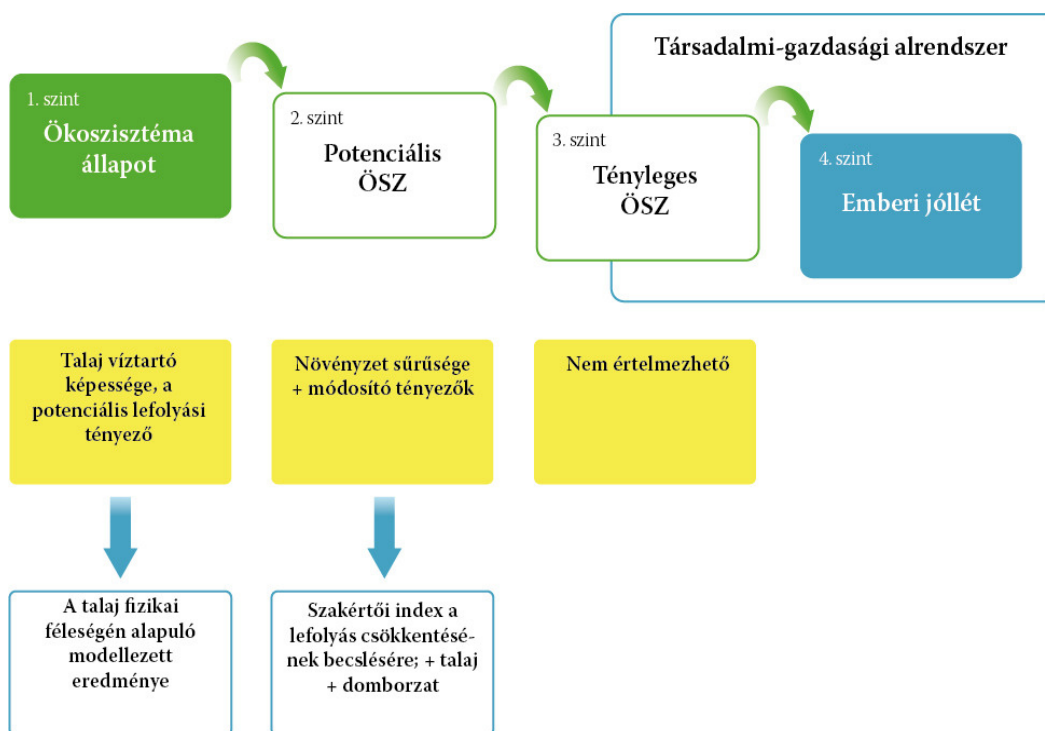 Társadalmi-gazdasági alrendszer
1. szint
Ökoszisztéma
állapot
2. szint
Potenciális
ÖSZ
3. szint
Tényleges
ÖSZ
4. szint
Emberi jóllét
Talaj víztartó
képessége, a
potenciális lefolyási
tényező
Növényzet sűrűsége
+ módosító tényezők
Nem értelmezhető
A talaj fizikai
féleségén alapuló
modellezett
eredménye
Szakértői index a
lefolyás csökkentésé-
nek becslésére; + talaj
+ domborzat